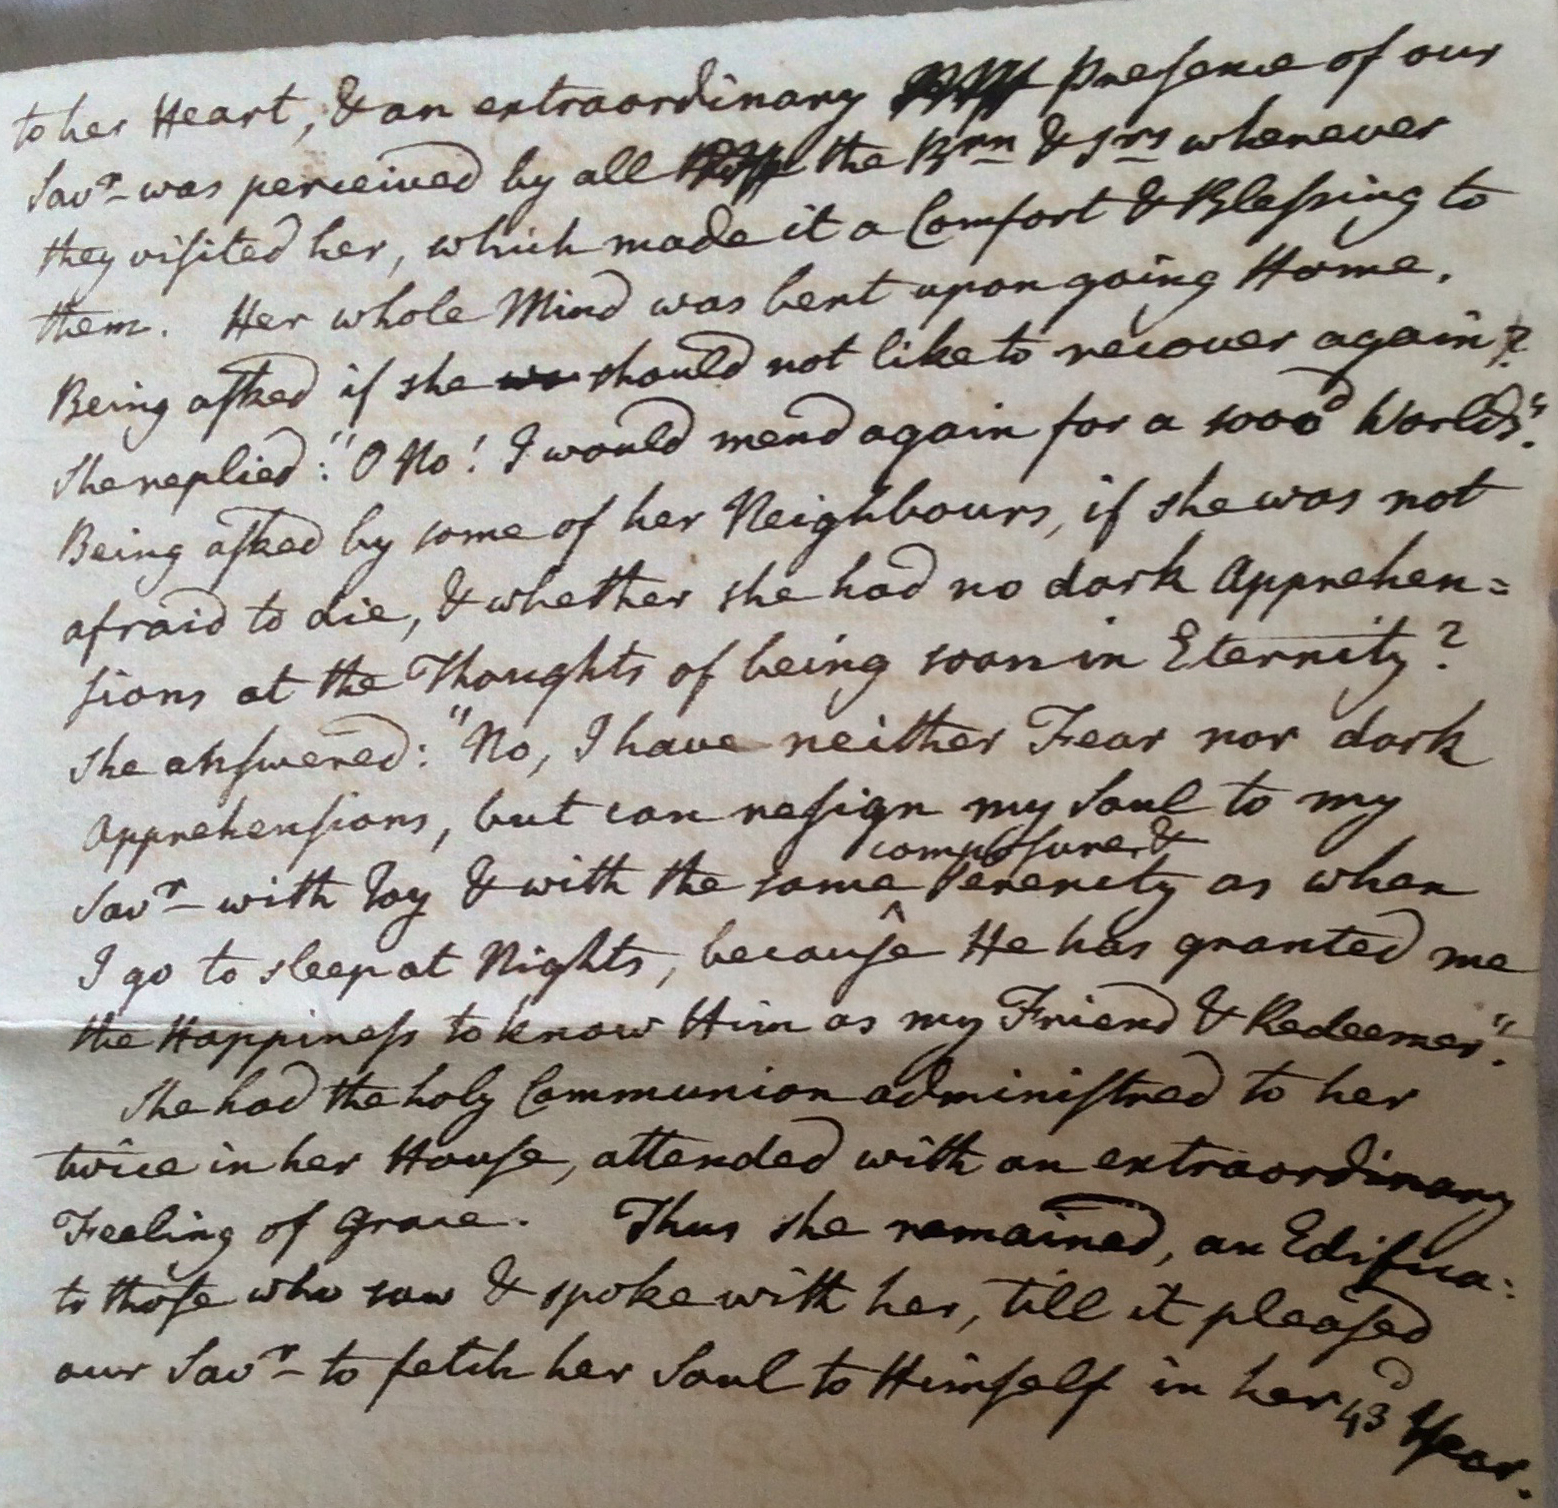 to her Heart, & an extraordinary Presence of our
Savr was perceived by all the Brn & Srs whenever
they visited her, which made it a Comfort & Blessing to
them. Her whole Mind was bent upon going Home.
Being asked if she we should not like to recover again?
She replied: "O No! I would mend again for a 1000d Worlds".
Being asked by some of her Neighbours, if she was not
afraid to die, & whether she had no dark Apprehen=
sions at the Thoughts of being soon in Eternity?
She answered: "No, I have neither Fear nor dark
Apprehensions, but can resign my Soul to my
composure &
Savr with Joy & with the same ^ Serenity as when
I go to sleep at Nights, because He has granted me
the Happiness to know Him as my Friend & Redeemer".
She had the holy Communion administred to her
twice in her House, attended with an extraordinary
Feeling of Grace. Thus she remained, an Edifica:
to those who saw & spoke with her, till it pleased
our Savr to fetch her Soul to Himself in her 43d Year.